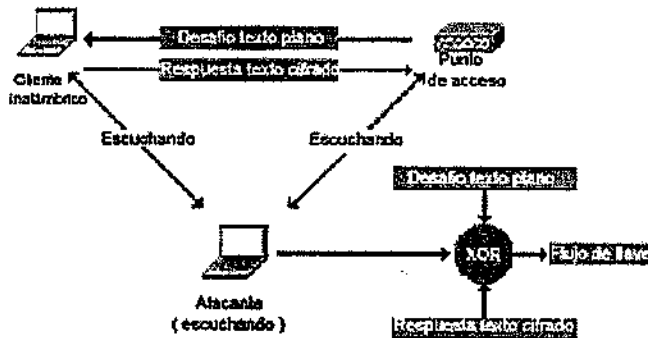 Desafío texto plano
Respuesta texto cifrado
Cliente
inalámbrico
Punto
de acceso
Escuchando
Escuchando
Desafío texto plano
XOR
Flujo de llave
Atacante
( escuchando )
Respuesta texto cifrado